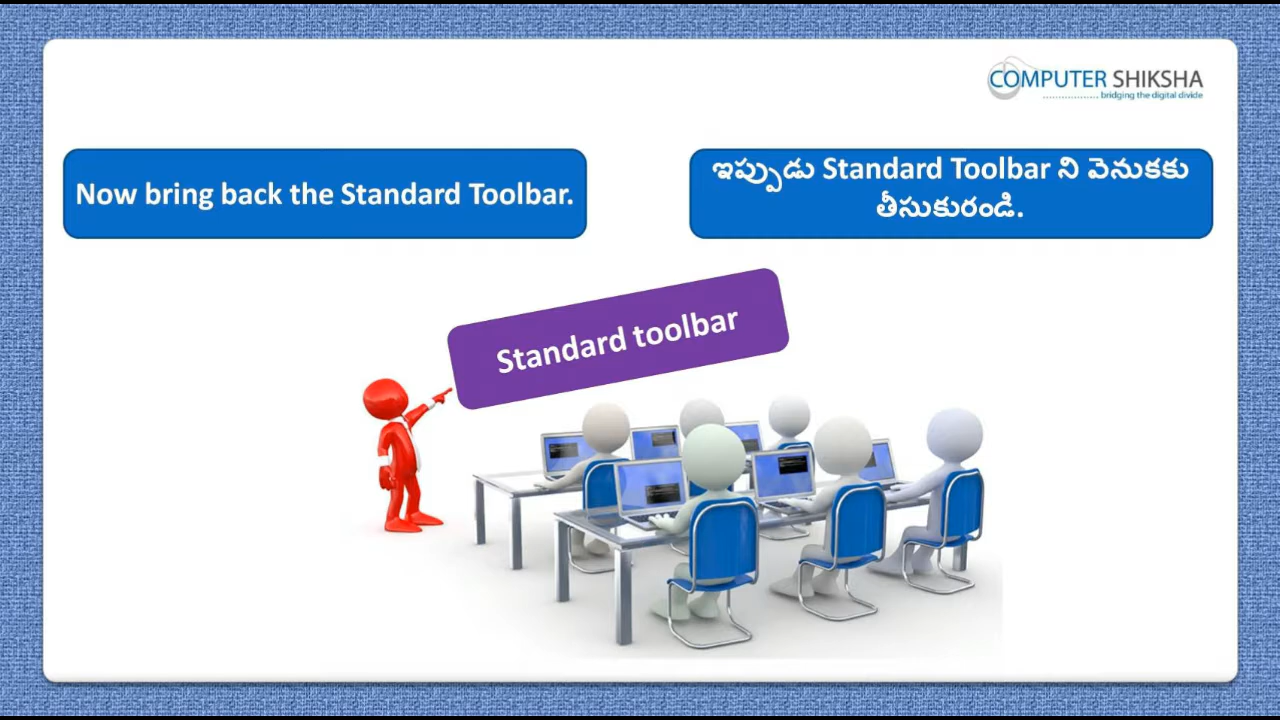 COMPUTER SHIKSHA
bridging the digital divide
Now bring back the Standard Toolbar.
ఇప్పుడు Standard Toolbar ని వెనుకకు
తీసుకురండి.
Standard toolbar